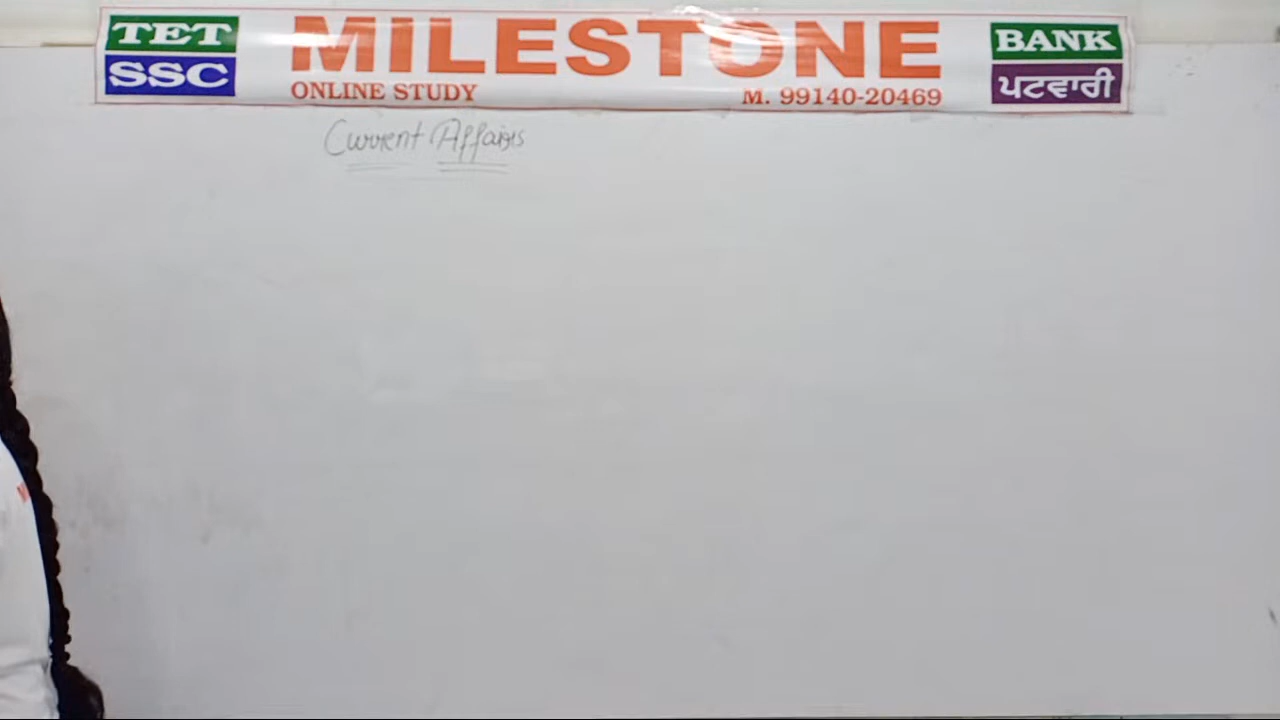 TET
SSC
MILESTONE
ONLINE STUDY
M. 99140-20469
BANK
ਪਟਵਾਰੀ
Current Affairs